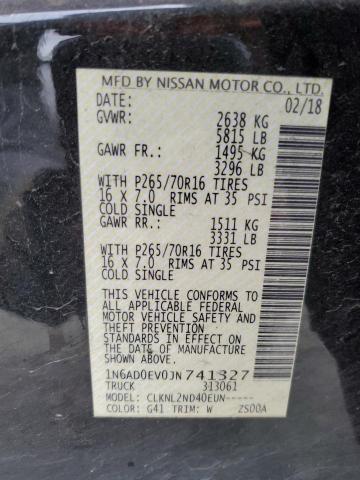 MFD BY NISSAN MOTOR CO., LTD.
DATE: 02/18
GVWR: 2638 KG
5815 LB
GAWR FR.: 1495 KG
3296 LB
WITH P265/70R16 TIRES
16 X 7.0 RIMS AT 35 PSI
COLD SINGLE
GAWR RR.: 1511 KG
3331 LB
WITH P265/70R16 TIRES
16 X 7.0 RIMS AT 35 PSI
COLD SINGLE
THIS VEHICLE CONFORMS TO
ALL APPLICABLE FEDERAL
MOTOR VEHICLE SAFETY AND
THEFT PREVENTION
STANDARDS IN EFFECT ON
THE DATE OF MANUFACTURE
SHOWN ABOVE.
1N6AD0EV0JN741327
TRUCK 313061
MODEL: CLKNL2ND40EUN-----
COLOR: G41 TRIM: W ZS00A